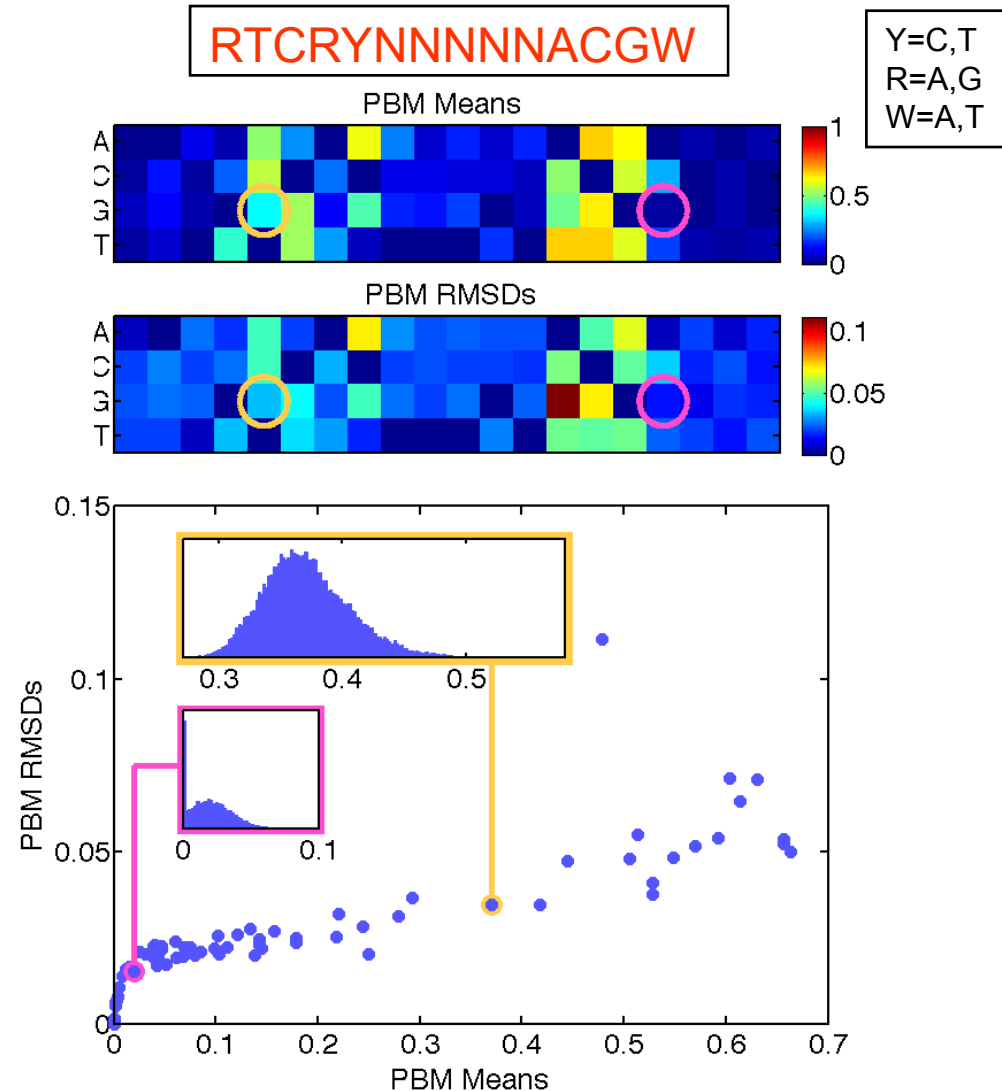 RTCRYNNNNNACGW
Y=C,T
R=A,G
W=A,T
PBM Means
A
C
G
T
1
0.5
0
PBM RMSDs
A
C
G
T
0.1
0.05
0
0.15
0.1
0.05
0
PBM RMSDs
0.3 0.4 0.5
0 0.1
0 0.1 0.2 0.3 0.4 0.5 0.6 0.7
PBM Means